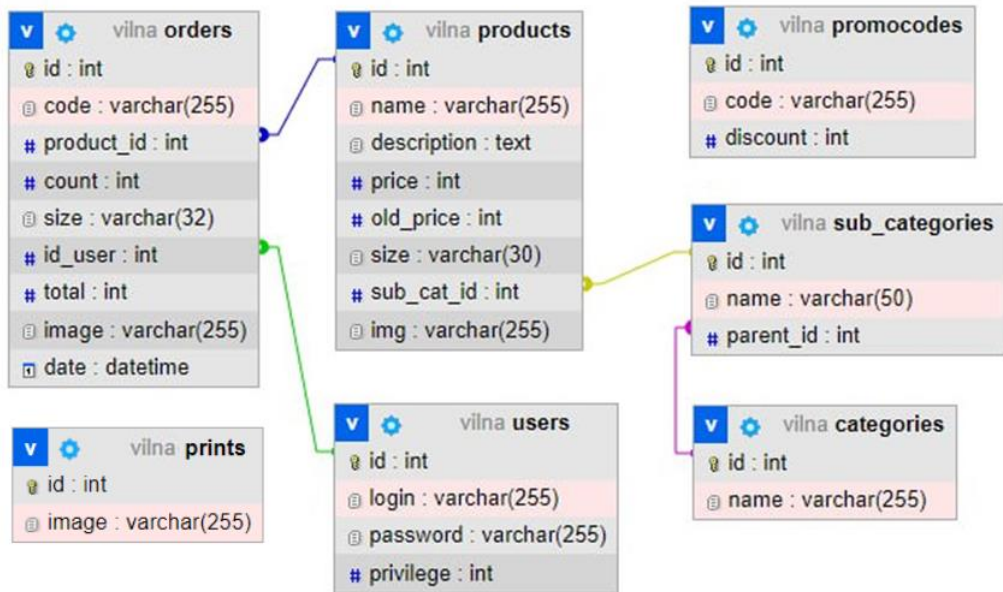 v vilna orders
id : int
code : varchar(255)
# product_id : int
# count : int
size : varchar(32)
# id_user : int
# total : int
image : varchar(255)
date : datetime
v vilna products
id : int
name : varchar(255)
description : text
# price : int
# old_price : int
size : varchar(30)
# sub_cat_id : int
img : varchar(255)
v vilna promocodes
id : int
code : varchar(255)
# discount : int
v vilna sub_categories
id : int
name : varchar(50)
# parent_id : int
v vilna prints
id : int
image : varchar(255)
v vilna users
id : int
login : varchar(255)
password : varchar(255)
# privilege : int
v vilna categories
id : int
name : varchar(255)